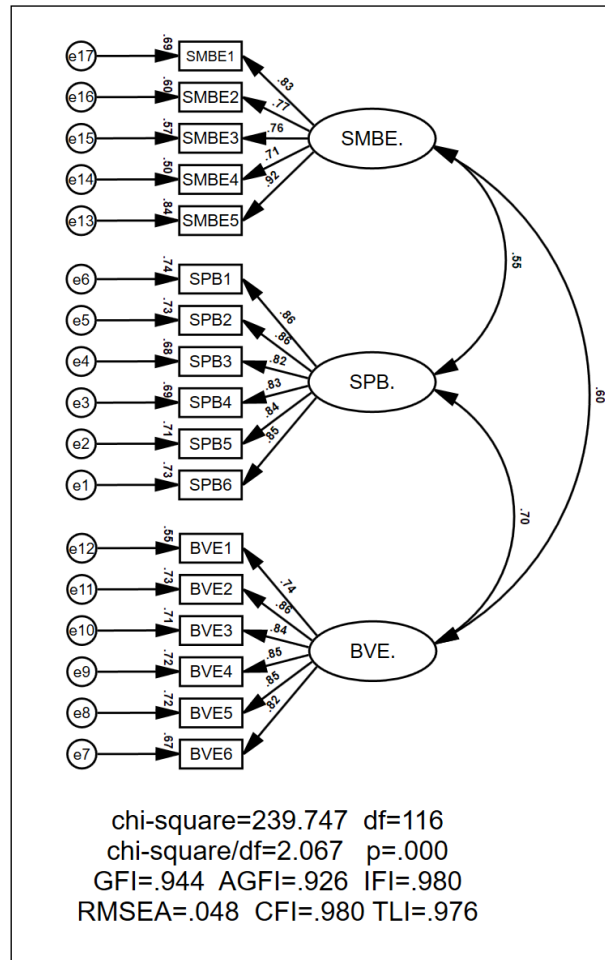 e17 .69 SMBE1 .83
e16 .60 SMBE2 .77
e15 .57 SMBE3 .76 SMBE.
e14 .50 SMBE4 .71
e13 .84 SMBE5 .92
.55
e6 .74 SPB1 .86
e5 .73 SPB2 .86
e4 .68 SPB3 .82 SPB.
e3 .69 SPB4 .83
e2 .71 SPB5 .84
e1 .73 SPB6 .85
.60
.70
e12 .55 BVE1 .74
e11 .73 BVE2 .86
e10 .71 BVE3 .84 BVE.
e9 .72 BVE4 .85
e8 .72 BVE5 .85
e7 .67 BVE6 .82
chi-square=239.747 df=116
chi-square/df=2.067 p=.000
GFI=.944 AGFI=.926 IFI=.980
RMSEA=.048 CFI=.980 TLI=.976